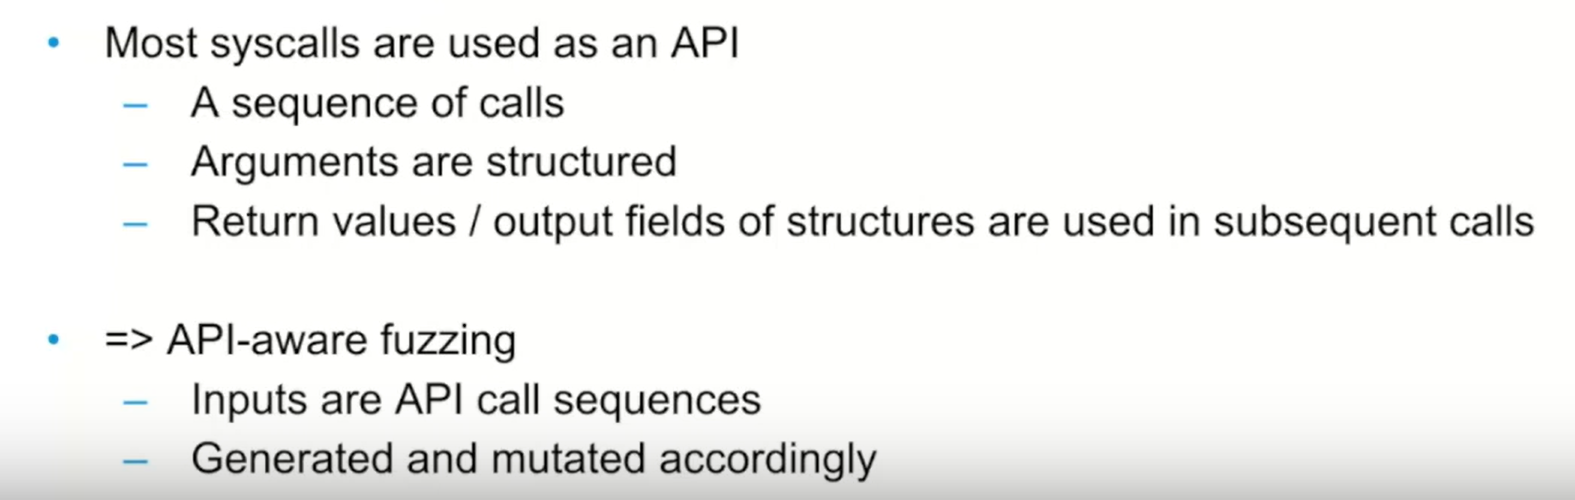 • Most syscalls are used as an API
– A sequence of calls
– Arguments are structured
– Return values / output fields of structures are used in subsequent calls
• => API-aware fuzzing
– Inputs are API call sequences
– Generated and mutated accordingly